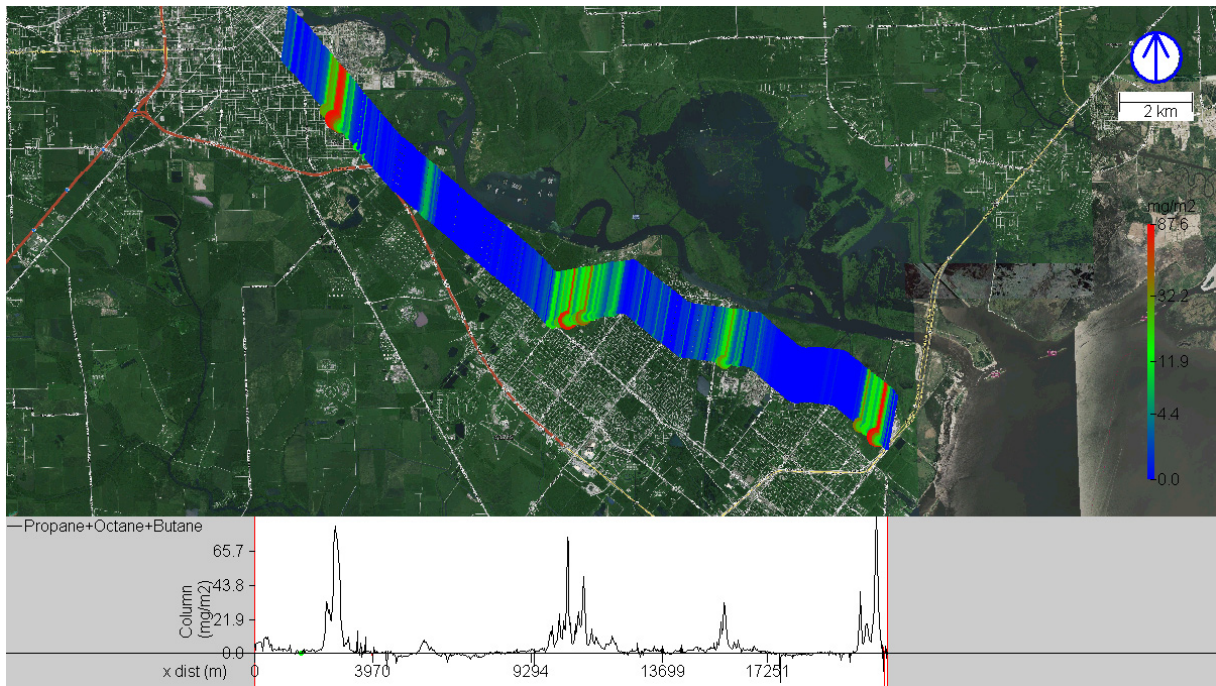 2 km
mg/m2
87.6
32.2
11.9
4.4
0.0
Propane+Octane+Butane
65.7
43.8
21.9
0.0
Column
(mg/m2)
x dist (m)
0
3970
9294
13699
17251